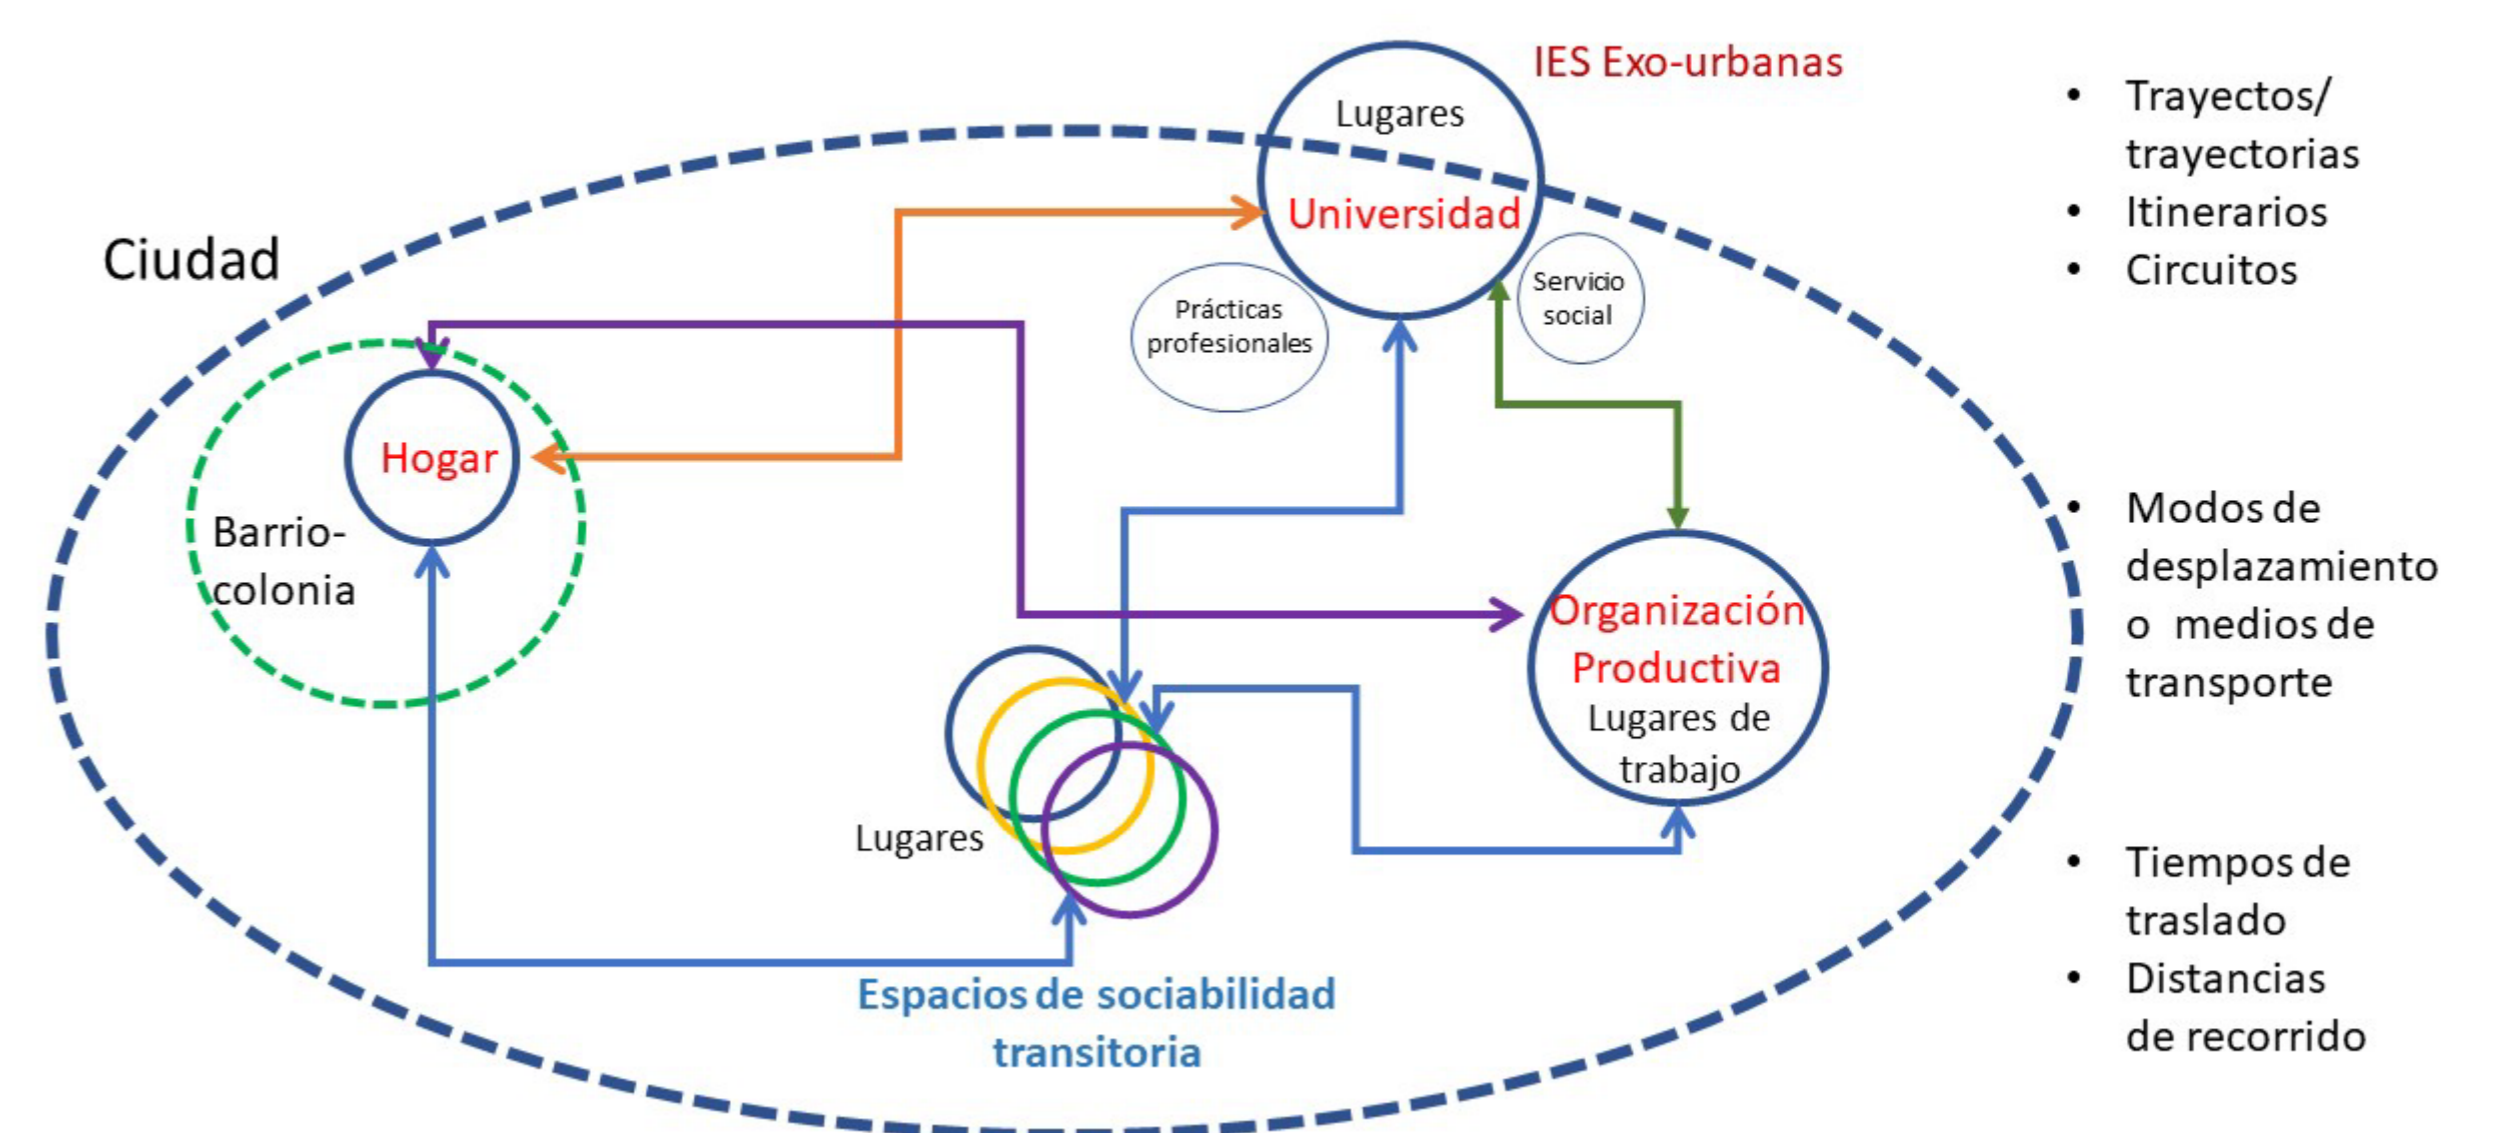 IES Exo-urbanas
Lugares
Universidad
Ciudad
Servicio
social
Prácticas
profesionales
Hogar
Barrio-
colonia
Organización
Productiva
Lugares de
trabajo
Lugares
Espacios de sociabilidad
transitoria
• Trayectos/
trayectorias
• Itinerarios
• Circuitos
• Modos de
desplazamiento
o medios de
transporte
• Tiempos de
traslado
• Distancias
de recorrido